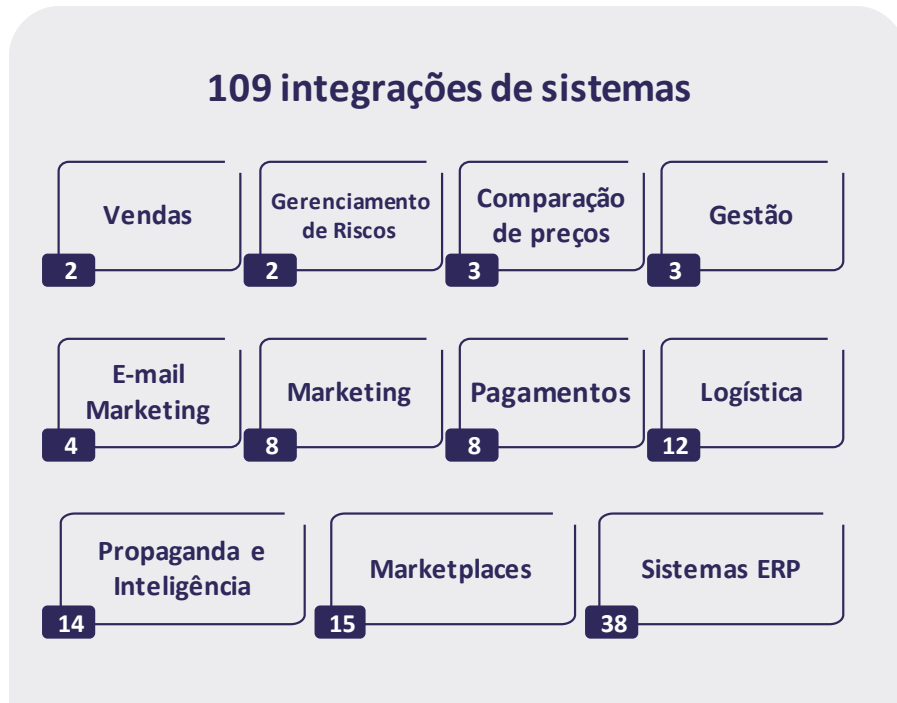 109 integrações de sistemas
Vendas
2
Gerenciamento
de Riscos
2
Comparação
de preços
3
Gestão
3
E-mail
Marketing
4
Marketing
8
Pagamentos
8
Logística
12
Propaganda e
Inteligência
14
Marketplaces
15
Sistemas ERP
38